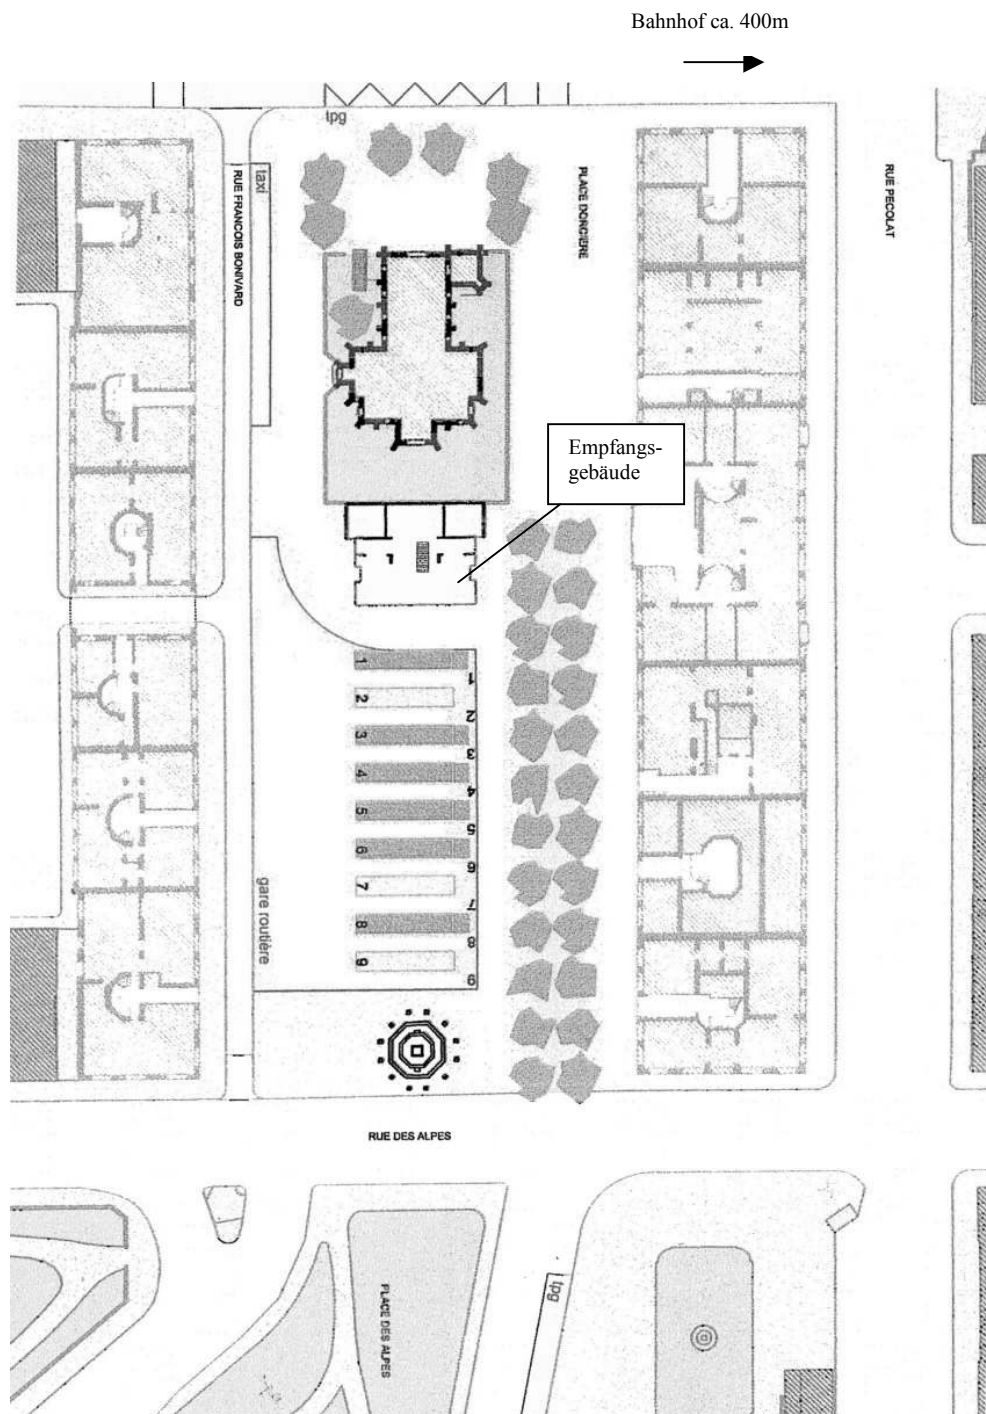 Bahnhof ca. 400m
tpg
taxi
RUE FRANCOIS BONIVARD
PLACE DORCIERE
RUE PECOLAT
Empfangs-
gebäude
1
1
2
2
3
3
4
4
5
5
6
6
7
7
8
8
9
9
gare routière
RUE DES ALPES
PLACE DES ALPES
tpg